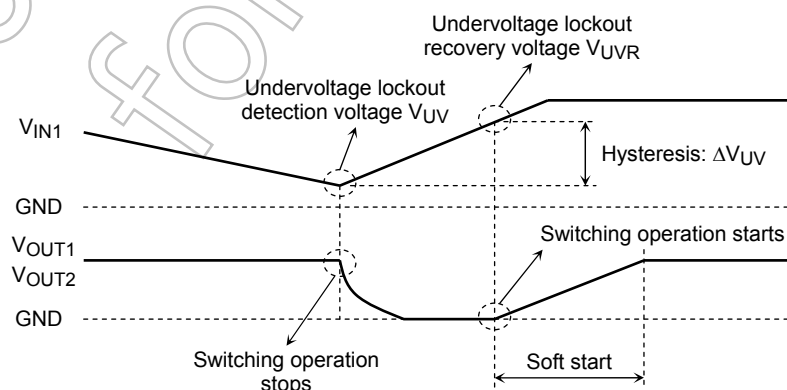 Undervoltage lockout
recovery voltage VUVR
Undervoltage lockout
detection voltage VUV
VIN1
Hysteresis: ΔVUV
GND
VOUT1
VOUT2
Switching operation starts
GND
Switching operation
stops
Soft start
for